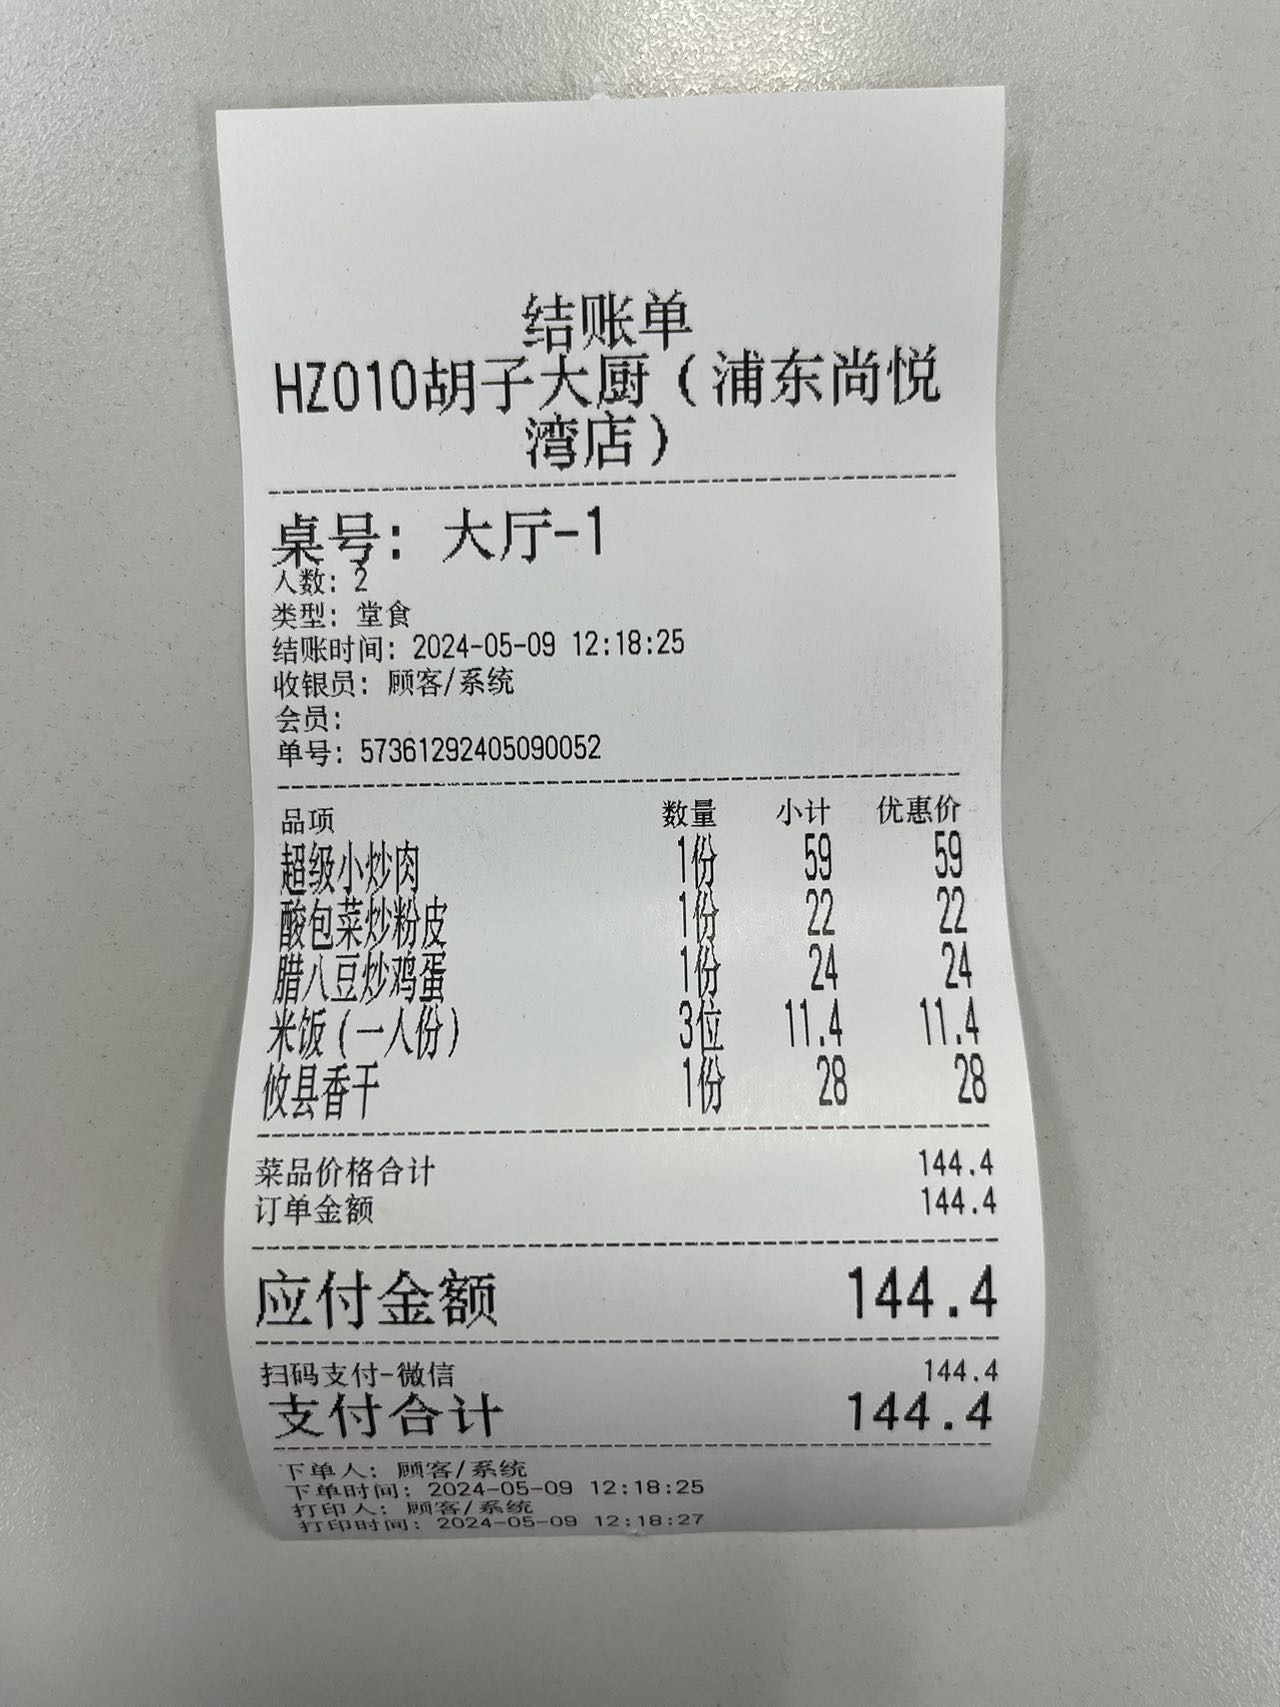 结账单
HZ010胡子大厨（浦东尚悦
湾店）
桌号：大厅-1
人数：2
类型：堂食
结账时间：2024-05-09 12:18:25
收银员：顾客/系统
会员：
单号：57361292405090052
品项 数量 小计 优惠价
超级小炒肉 1份 59 59
酸包菜炒粉皮 1份 22 22
腊八豆炒鸡蛋 1份 24 24
米饭（一人份） 3位 11.4 11.4
攸县香干 1份 28 28
菜品价格合计 144.4
订单金额 144.4
应付金额 144.4
扫码支付-微信 144.4
支付合计 144.4
下单人：顾客/系统
下单时间：2024-05-09 12:18:25
打印人：顾客/系统
打印时间：2024-05-09 12:18:27